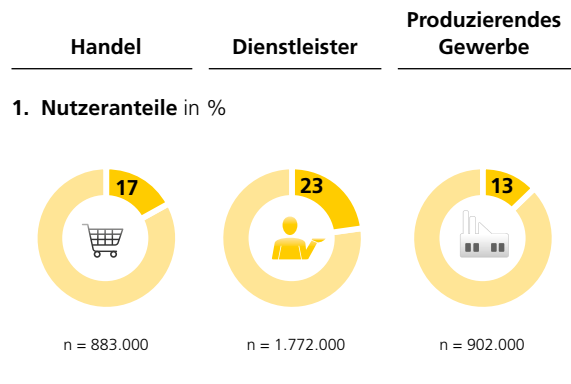 Handel
Dienstleister
Produzierendes
Gewerbe
1. Nutzeranteile in %
17
23
13
n = 883.000
n = 1.772.000
n = 902.000